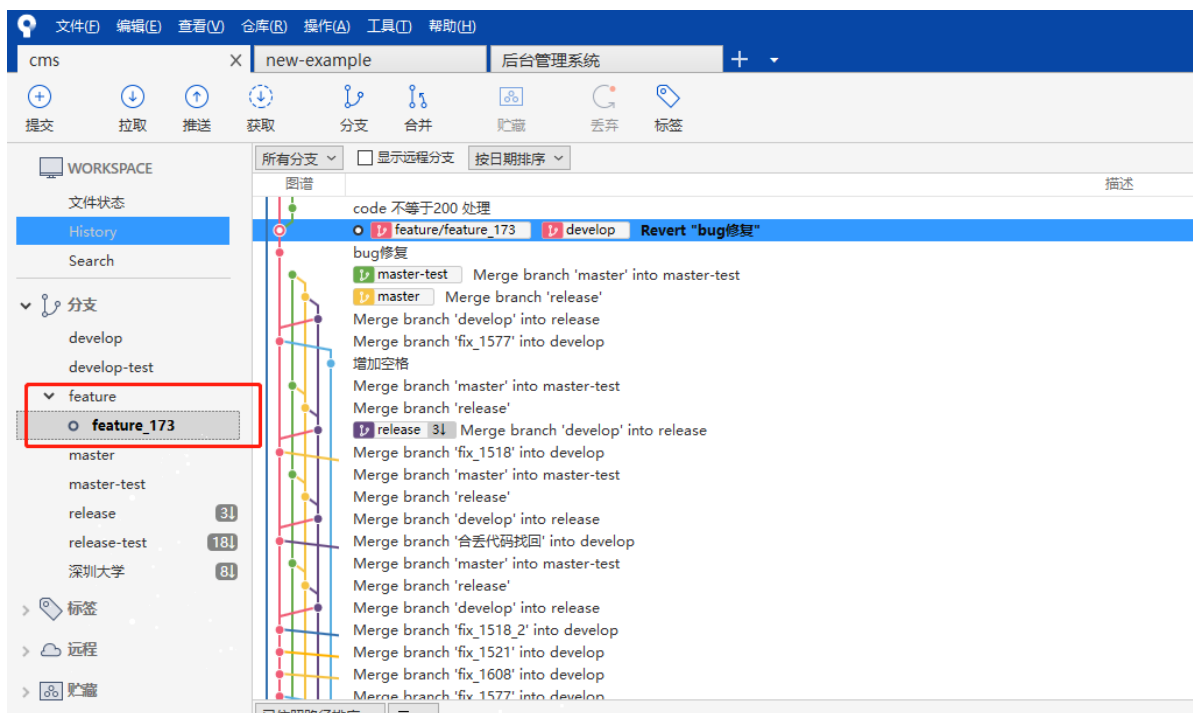 文件(F) 编辑(E) 查看(V) 仓库(R) 操作(A) 工具(T) 帮助(H)
cms new-example 后台管理系统
提交 拉取 推送 获取 分支 合并 贮藏 丢弃 标签
WORKSPACE
文件状态
History
Search
分支
develop
develop-test
feature
feature_173
master
master-test
release 3↓
release-test 18↓
深圳大学 8↓
标签
远程
贮藏
所有分支 显示远程分支 按日期排序
图谱 描述
code 不等于200 处理
feature/feature_173 develop Revert "bug修复"
bug修复
master-test Merge branch 'master' into master-test
master Merge branch 'release'
Merge branch 'develop' into release
Merge branch 'fix_1577' into develop
增加空格
Merge branch 'master' into master-test
Merge branch 'release'
release 3↓ Merge branch 'develop' into release
Merge branch 'fix_1518' into develop
Merge branch 'master' into master-test
Merge branch 'release'
Merge branch 'develop' into release
Merge branch '合丢代码找回' into develop
Merge branch 'master' into master-test
Merge branch 'release'
Merge branch 'develop' into release
Merge branch 'fix_1518_2' into develop
Merge branch 'fix_1521' into develop
Merge branch 'fix_1608' into develop
Merge branch 'fix_1577' into develop